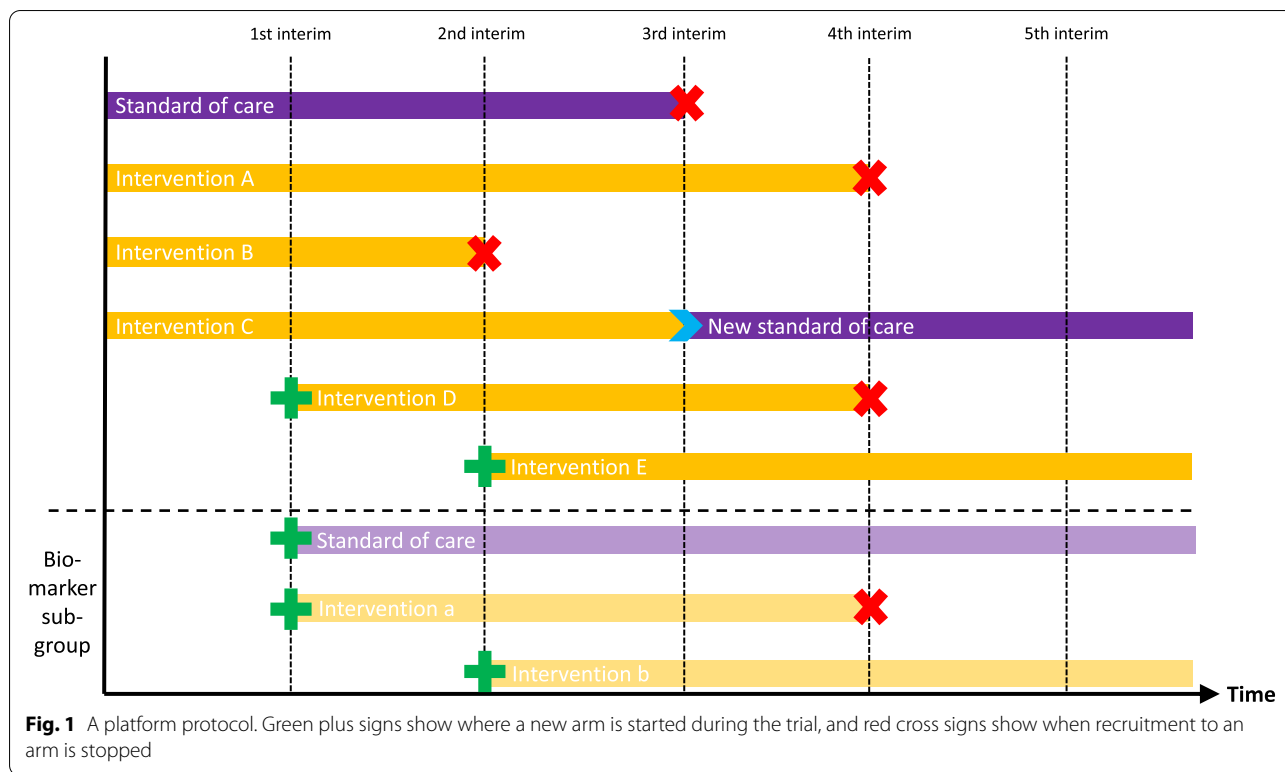 1st interim
2nd interim
3rd interim
4th interim
5th interim
Standard of care
Intervention A
Intervention B
Intervention C
New standard of care
Intervention D
Intervention E
Bio-
marker
sub-
group
Standard of care
Intervention a
Intervention b
Time
Fig. 1 A platform protocol. Green plus signs show where a new arm is started during the trial, and red cross signs show when recruitment to an
arm is stopped